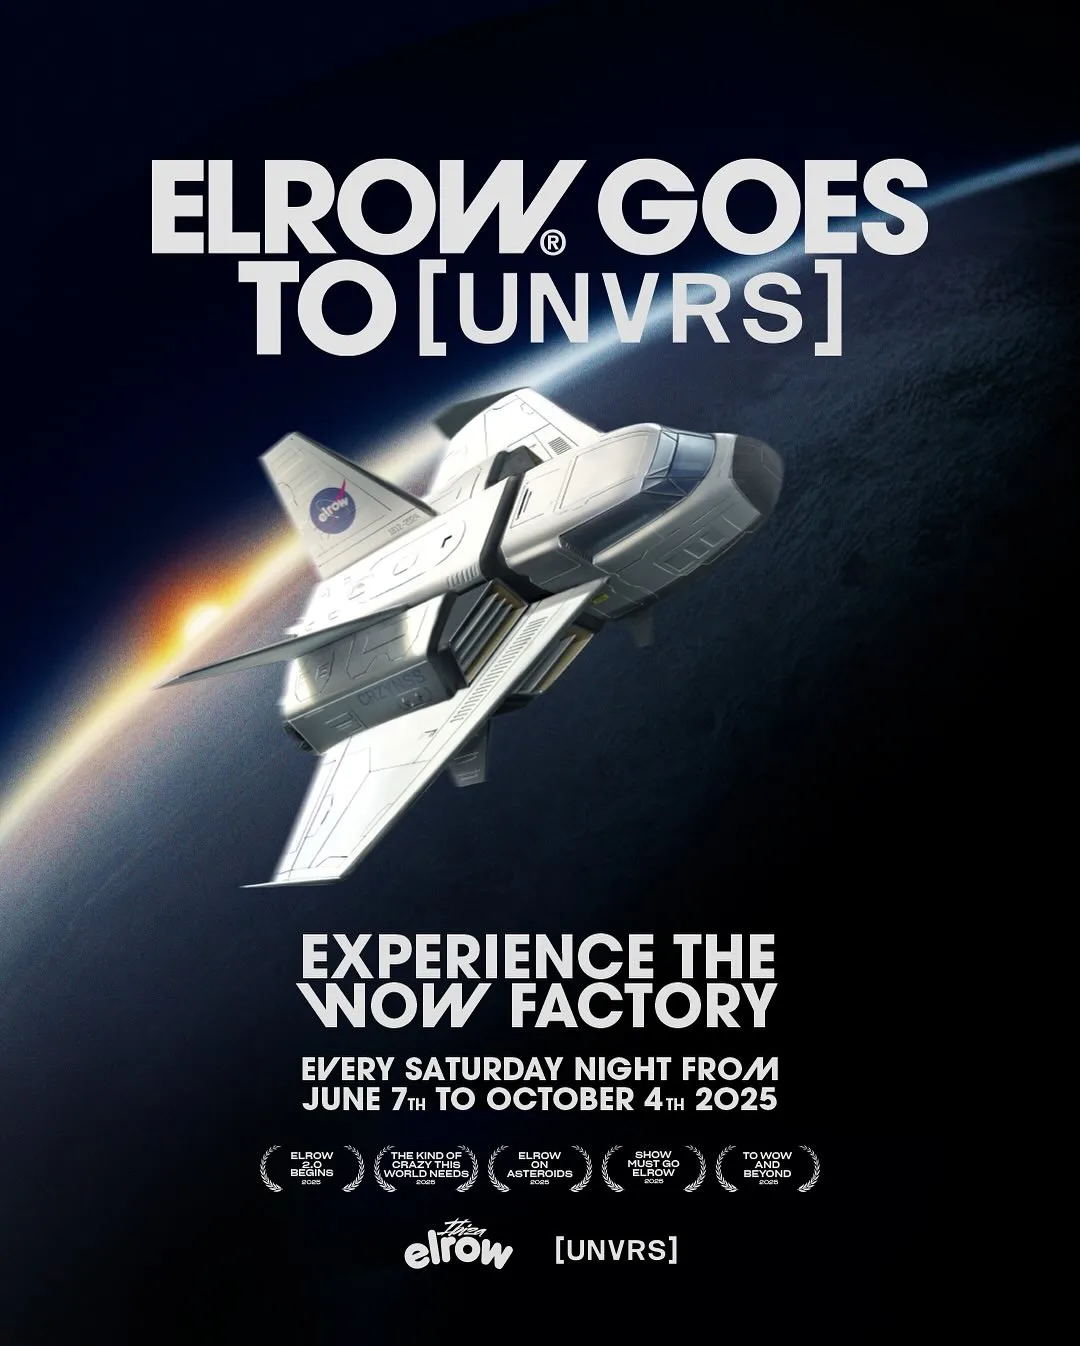 ELROW® GOES
TO [UNVRS]
elrow
CRZYNSS
EXPERIENCE THE
WOW FACTORY
EVERY SATURDAY NIGHT FROM
JUNE 7TH TO OCTOBER 4TH 2025
ELROW
2.0
BEGINS
2025
THE KIND OF
CRAZY THIS
WORLD NEEDS
2025
ELROW
ON
ASTEROIDS
2025
SHOW
MUST GO
ELROW
2025
TO WOW
AND
BEYOND
2025
Ibiza
elrow
[UNVRS]